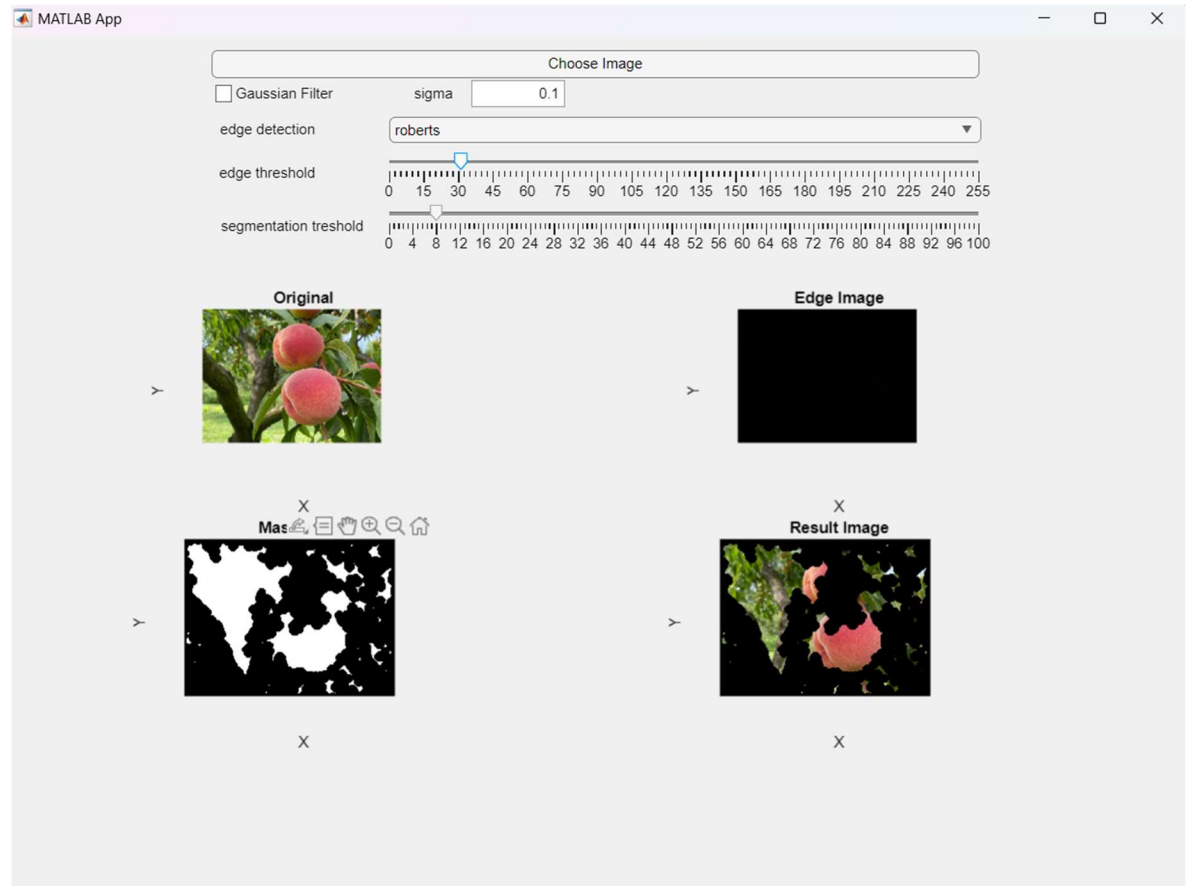 MATLAB App
Choose Image
Gaussian Filter sigma 0.1
edge detection roberts
edge threshold
0 15 30 45 60 75 90 105 120 135 150 165 180 195 210 225 240 255
segmentation treshold
0 4 8 12 16 20 24 28 32 36 40 44 48 52 56 60 64 68 72 76 80 84 88 92 96 100
Original Edge Image
Y Y
X X
Mas Result Image
Y Y
X X